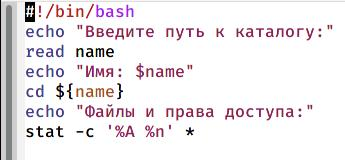 #!/bin/bash
echo "Введите путь к каталогу:"
read name
echo "Имя: $name"
cd ${name}
echo "Файлы и права доступа:"
stat -c '%A %n' *